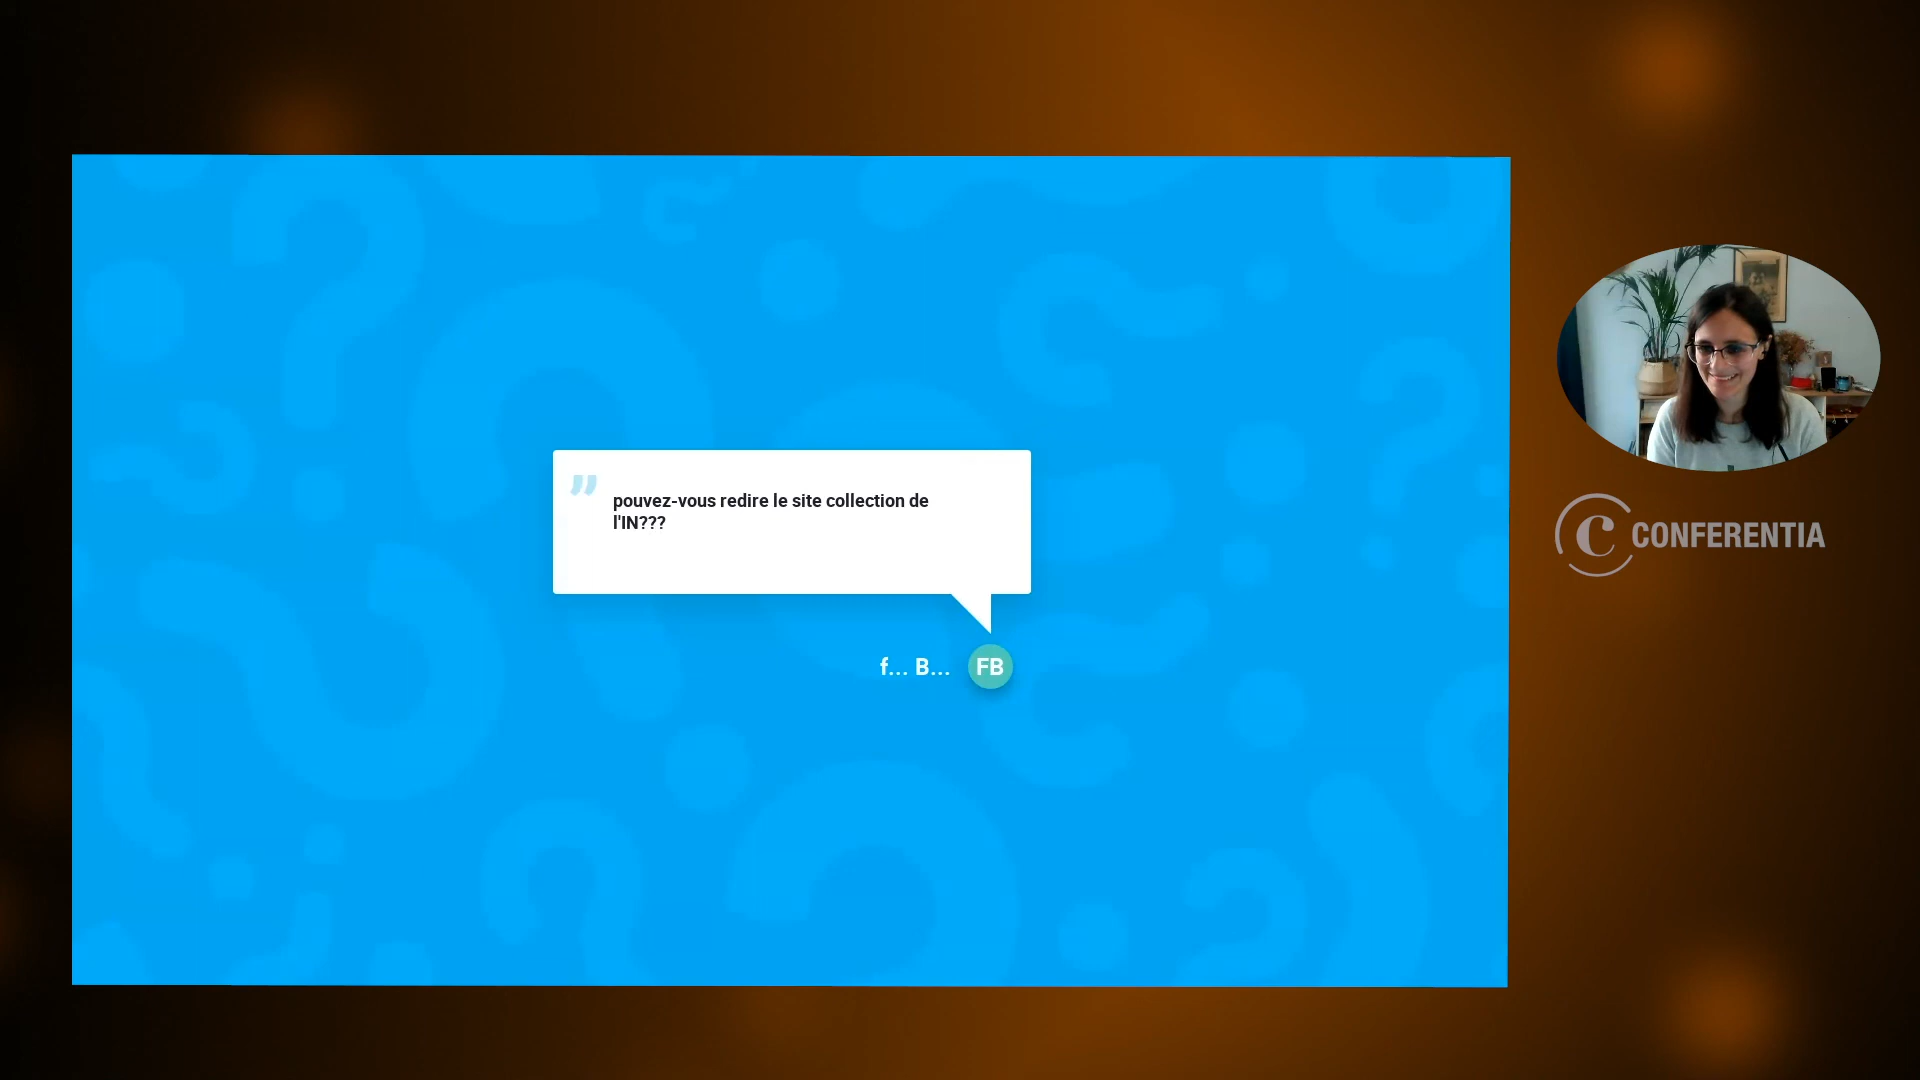 pouvez-vous redire le site collection de
l'IN???
f... B...
FB
C CONFERENTIA